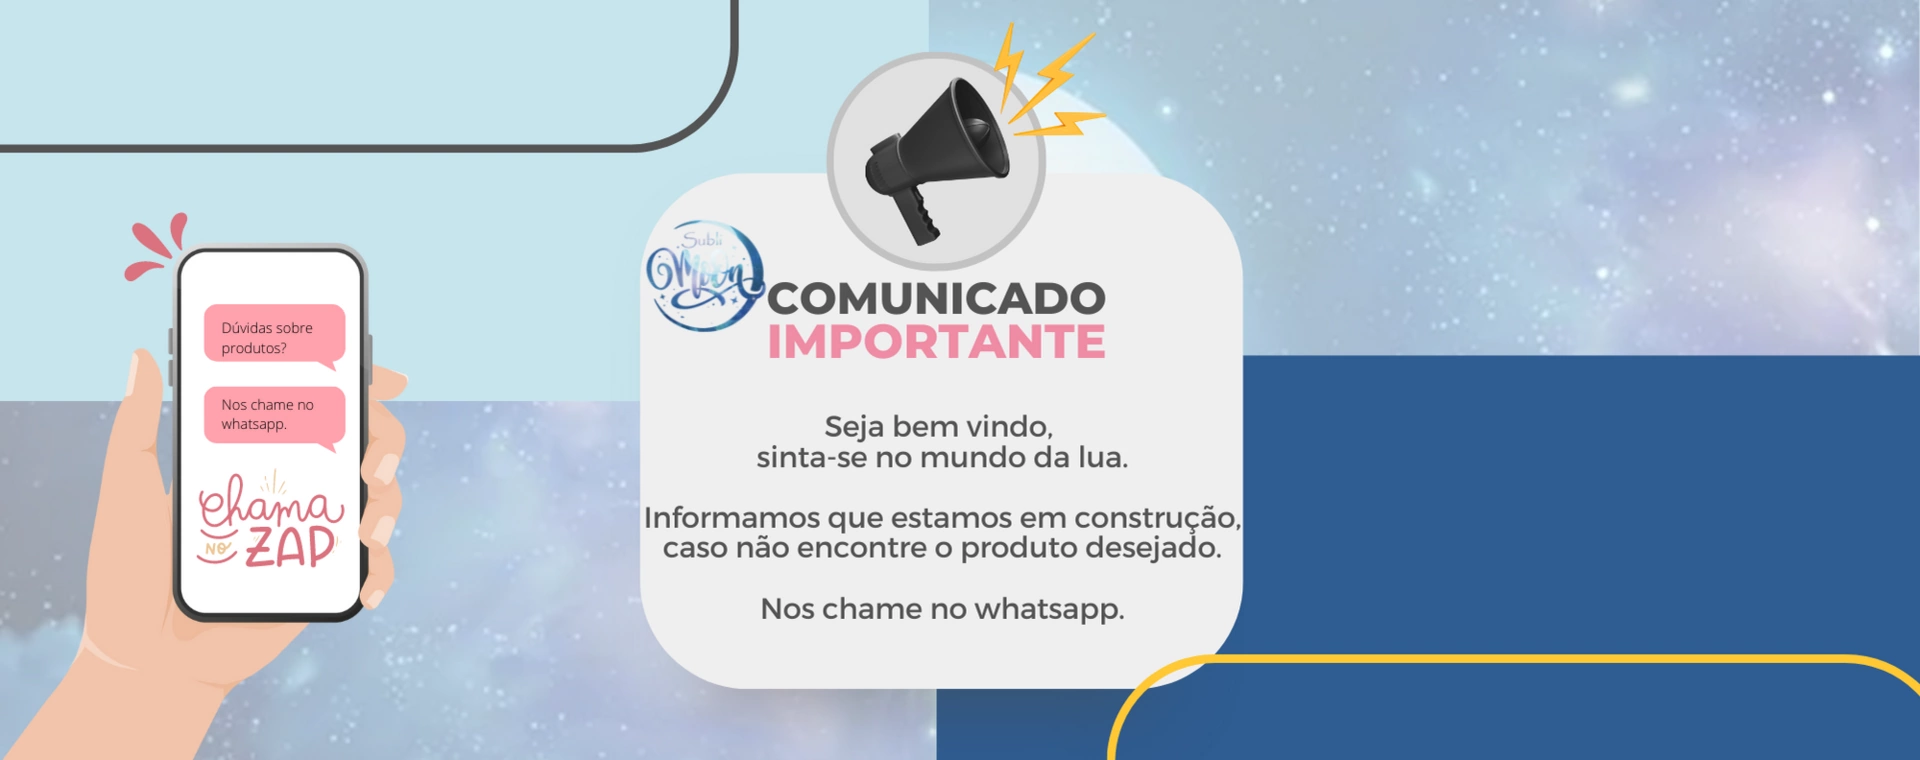 Dúvidas sobre
produtos?
Nos chame no
whatsapp.
chama
NO ZAP
Subli
Moon
COMUNICADO
IMPORTANTE
Seja bem vindo,
sinta-se no mundo da lua.
Informamos que estamos em construção,
caso não encontre o produto desejado.
Nos chame no whatsapp.